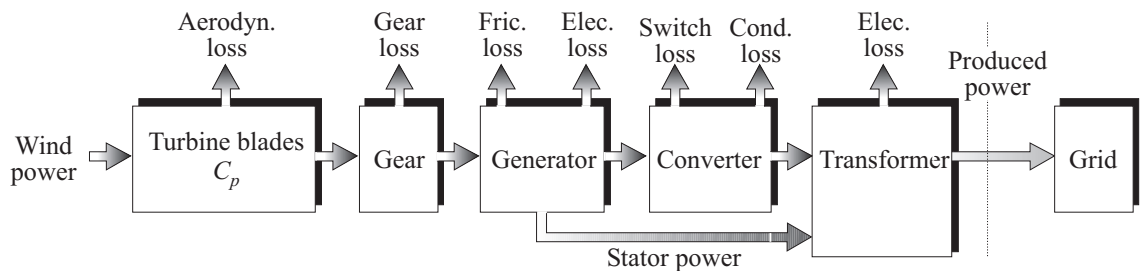 Aerodyn.
loss
Gear
loss
Fric.
loss
Elec.
loss
Switch
loss
Cond.
loss
Elec.
loss
Produced
power
Wind
power
Turbine blades
Cp
Gear
Generator
Converter
Transformer
Grid
Stator power